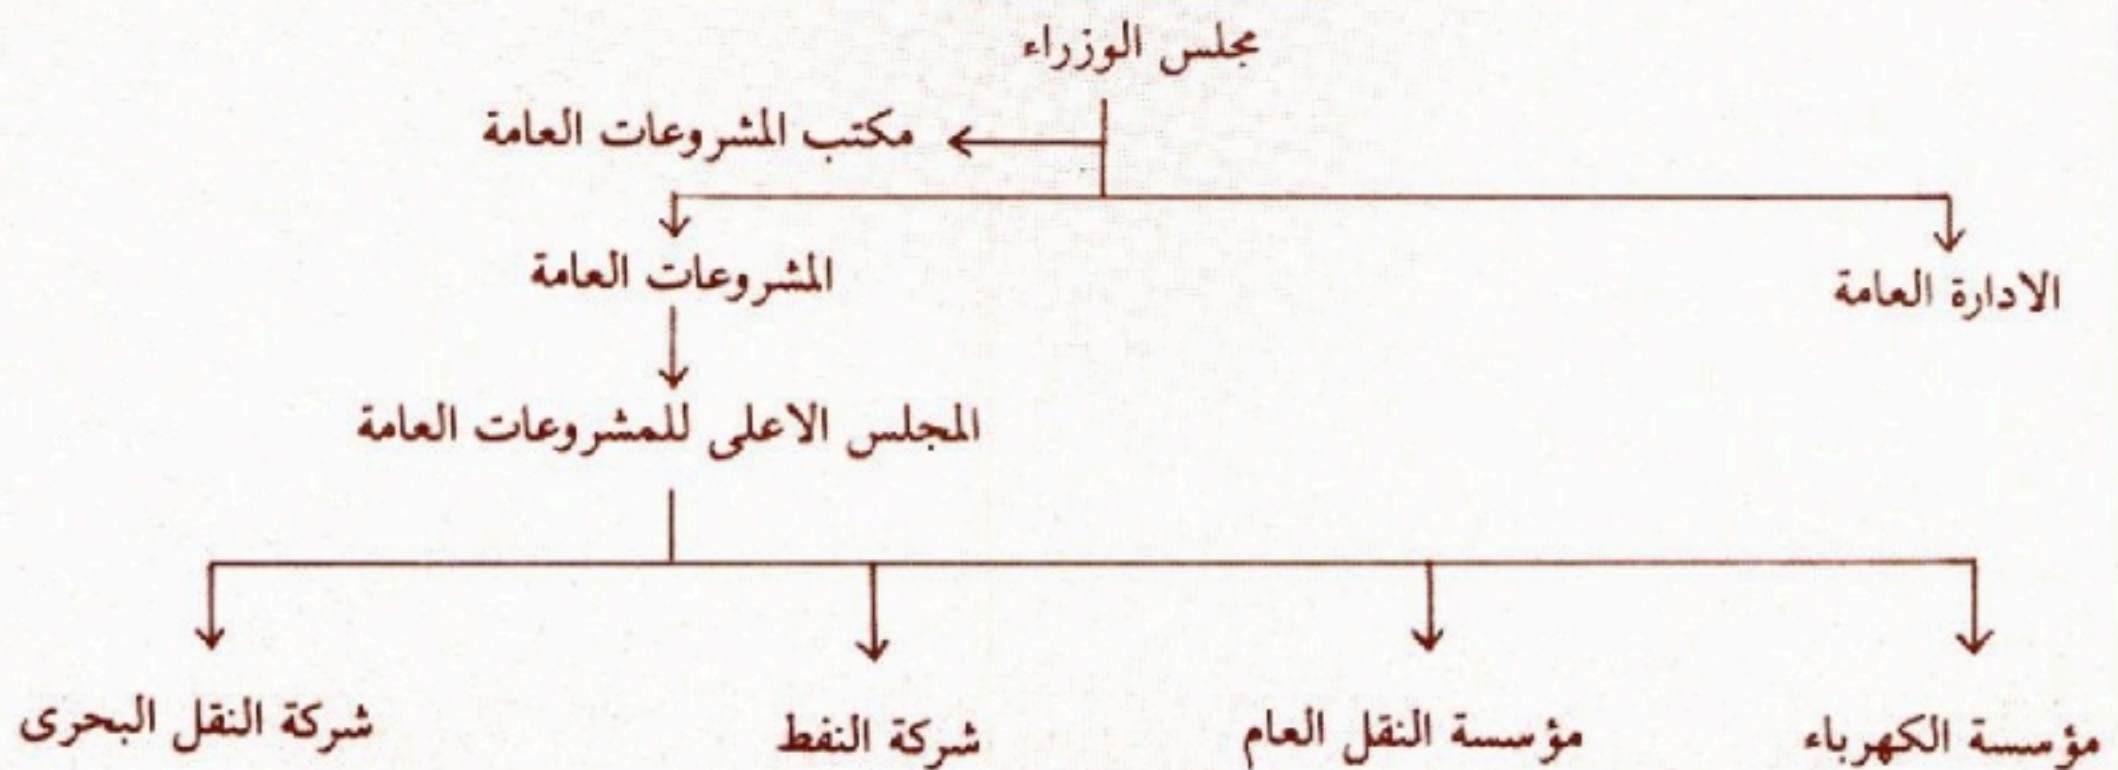 مجلس الوزراء
مكتب المشروعات العامة
الادارة العامة
المشروعات العامة
المجلس الاعلى للمشروعات العامة
مؤسسة الكهرباء
مؤسسة النقل العام
شركة النفط
شركة النقل البحرى